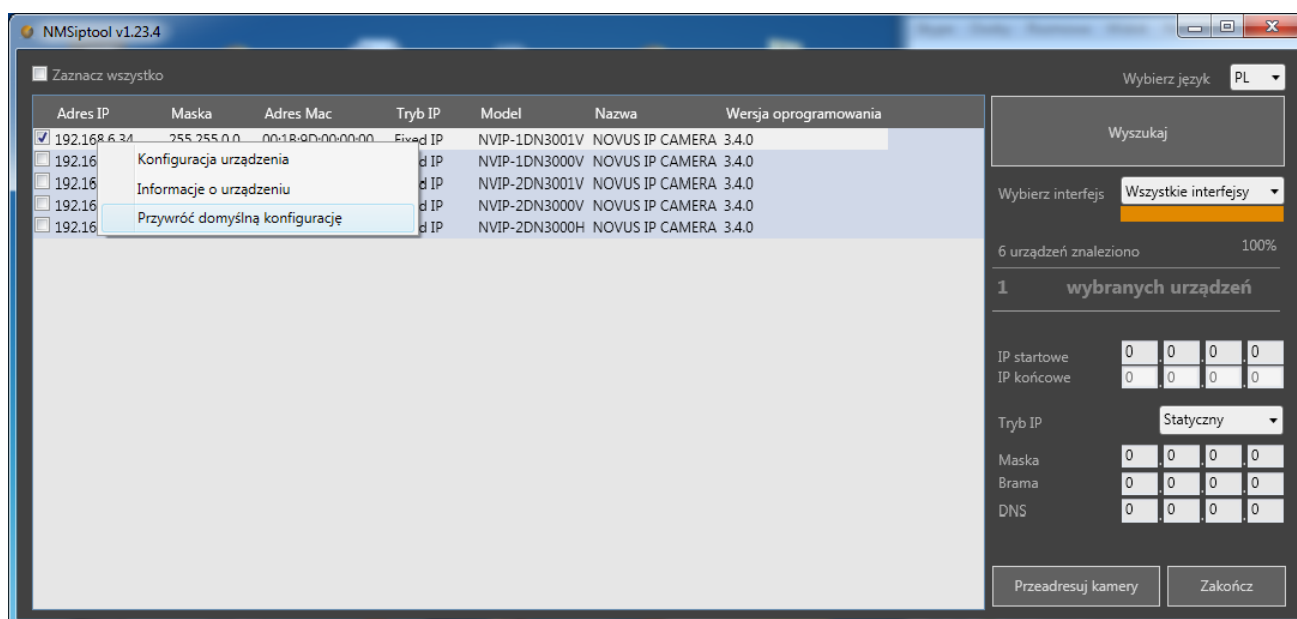 NMSiptool v1.23.4
Zaznacz wszystko
Wybierz język PL
Adres IP Maska Adres Mac Tryb IP Model Nazwa Wersja oprogramowania
192.168.6.34 255.255.0.0 00:1B:9D:00:00:00 Fixed IP NVIP-1DN3001V NOVUS IP CAMERA 3.4.0
192.16 d IP NVIP-1DN3000V NOVUS IP CAMERA 3.4.0
192.16 d IP NVIP-2DN3001V NOVUS IP CAMERA 3.4.0
192.16 d IP NVIP-2DN3000V NOVUS IP CAMERA 3.4.0
192.16 d IP NVIP-2DN3000H NOVUS IP CAMERA 3.4.0
Konfiguracja urządzenia
Informacje o urządzeniu
Przywróć domyślną konfigurację
Wyszukaj
Wybierz interfejs Wszystkie interfejsy
6 urządzeń znaleziono 100%
1 wybranych urządzeń
IP startowe 0 . 0 . 0 . 0
IP końcowe 0 . 0 . 0 . 0
Tryb IP Statyczny
Maska 0 . 0 . 0 . 0
Brama 0 . 0 . 0 . 0
DNS 0 . 0 . 0 . 0
Przeadresuj kamery Zakończ